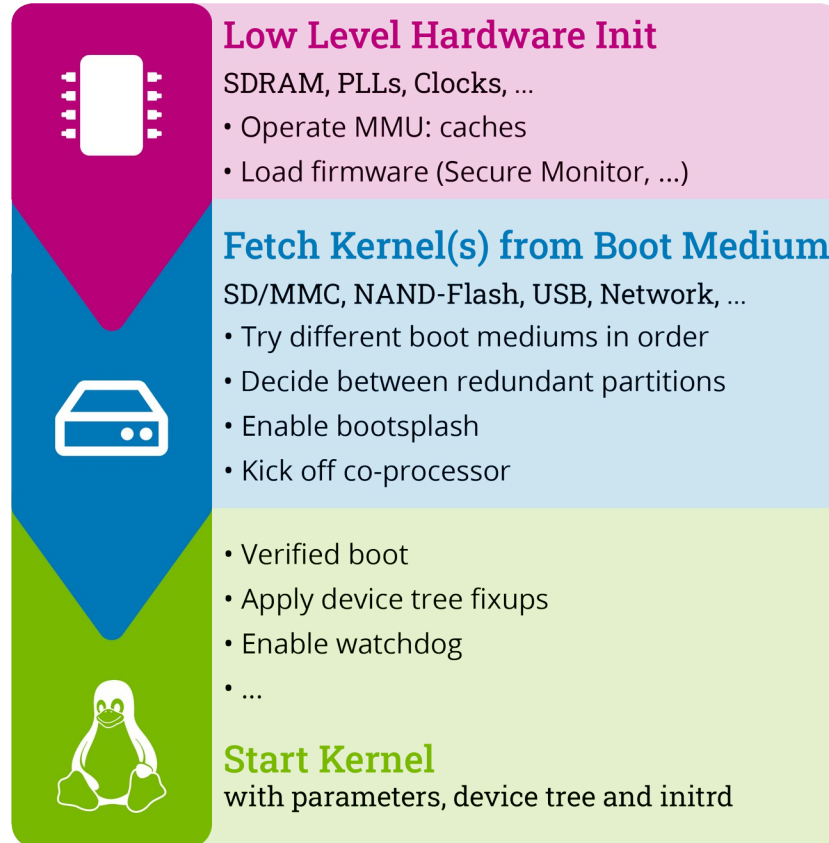 Low Level Hardware Init
SDRAM, PLLs, Clocks, ...
• Operate MMU: caches
• Load firmware (Secure Monitor, ...)
Fetch Kernel(s) from Boot Medium
SD/MMC, NAND-Flash, USB, Network, ...
• Try different boot mediums in order
• Decide between redundant partitions
• Enable bootsplash
• Kick off co-processor
• Verified boot
• Apply device tree fixups
• Enable watchdog
• ...
Start Kernel
with parameters, device tree and initrd